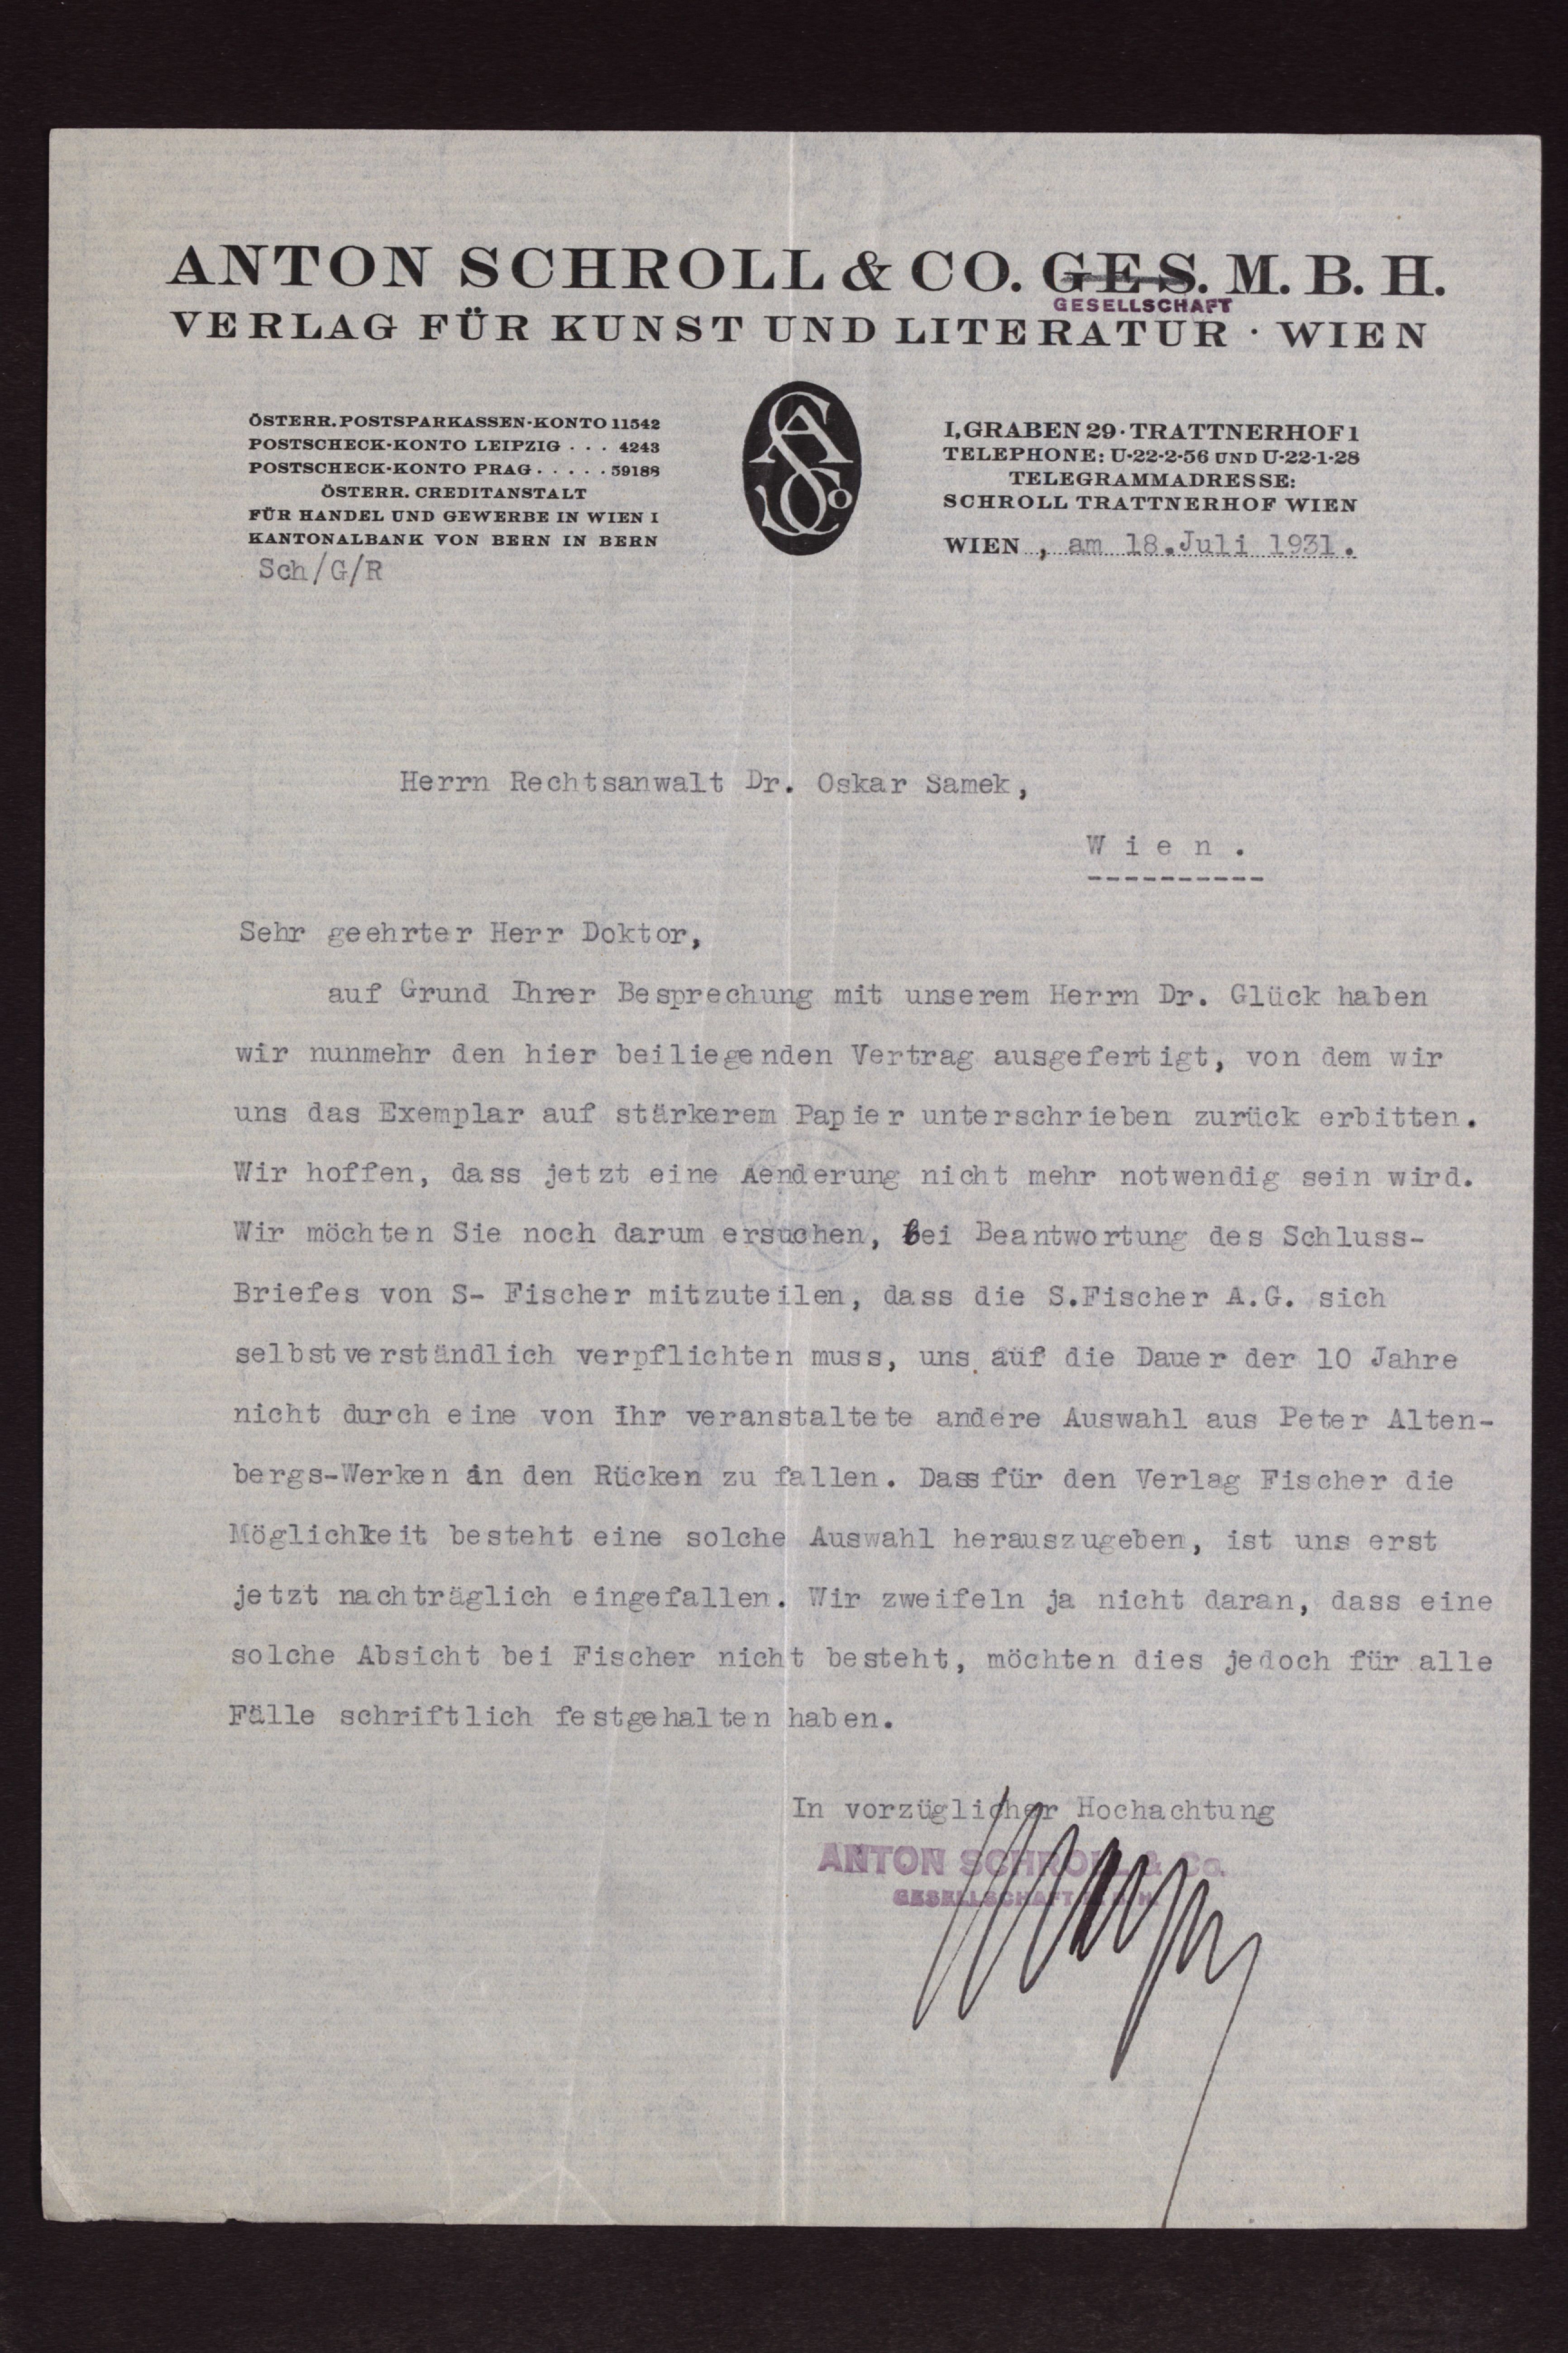 ANTON SCHROLL & CO. GES. M. B. H.
GESELLSCHAFT
VERLAG FÜR KUNST UND LITERATUR · WIEN
ÖSTERR. POSTSPARKASSEN-KONTO 11542
POSTSCHECK-KONTO LEIPZIG . . . 4243
POSTSCHECK-KONTO PRAG . . . . . 59188
ÖSTERR. CREDITANSTALT
FÜR HANDEL UND GEWERBE IN WIEN I
KANTONALBANK VON BERN IN BERN
Sch/G/R
I, GRABEN 29 · TRATTNERHOF 1
TELEPHONE: U-22-2-56 UND U-22-1-28
TELEGRAMMADRESSE:
SCHROLL TRATTNERHOF WIEN
WIEN , am 18.Juli 1931.
Herrn Rechtsanwalt Dr. Oskar Samek,
W i e n .
----------
Sehr geehrter Herr Doktor,
auf Grund Ihrer Besprechung mit unserem Herrn Dr. Glück haben
wir nunmehr den hier beiliegenden Vertrag ausgefertigt, von dem wir
uns das Exemplar auf stärkerem Papier unterschrieben zurück erbitten.
Wir hoffen, dass jetzt eine Aenderung nicht mehr notwendig sein wird.
Wir möchten Sie noch darum ersuchen, bei Beantwortung des Schluss-
Briefes von S- Fischer mitzuteilen, dass die S.Fischer A.G. sich
selbstverständlich verpflichten muss, uns auf die Dauer der 10 Jahre
nicht durch eine von Ihr veranstaltete andere Auswahl aus Peter Alten-
bergs-Werken in den Rücken zu fallen. Dass für den Verlag Fischer die
Möglichkeit besteht eine solche Auswahl herauszugeben, ist uns erst
jetzt nachträglich eingefallen. Wir zweifeln ja nicht daran, dass eine
solche Absicht bei Fischer nicht besteht, möchten dies jedoch für alle
Fälle schriftlich festgehalten haben.
In vorzüglicher Hochachtung
ANTON SCHROLL & Co.
GESELLSCHAFT M. B. H.